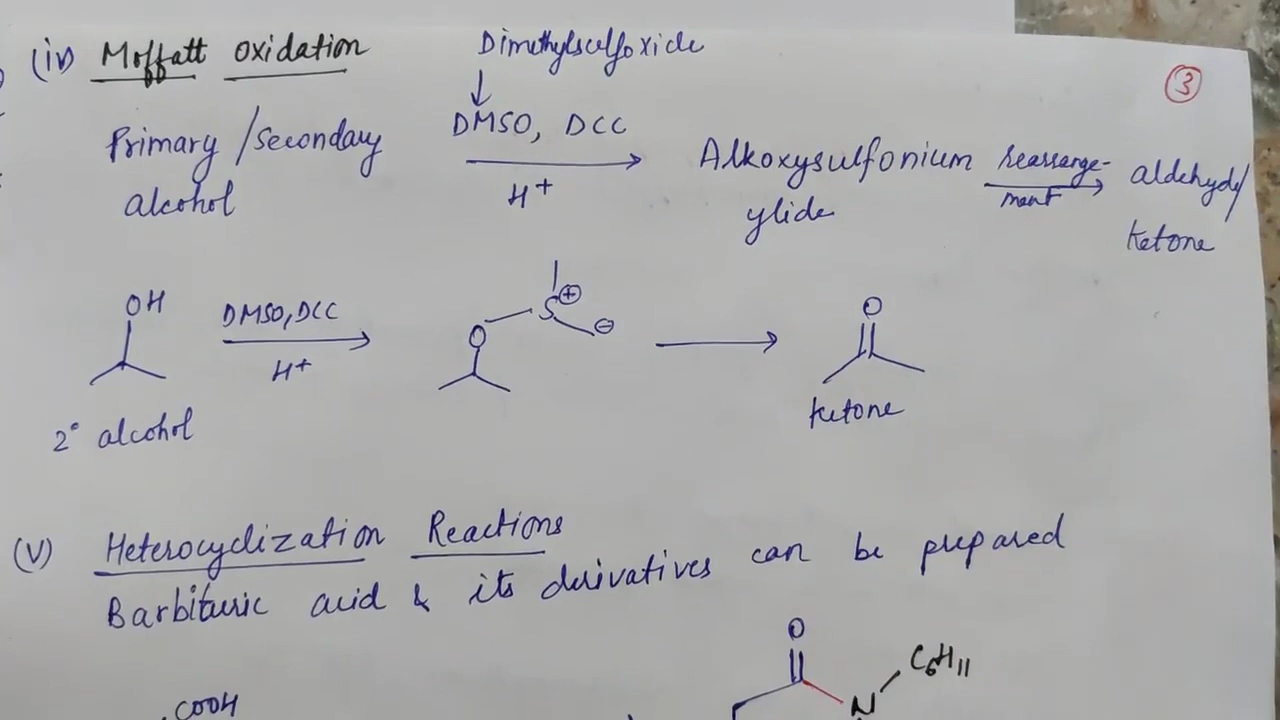 (iv) Moffatt oxidation
Dimethylsulfoxide
3
↓
Primary/Secondary alcohol
DMSO, DCC
H+
Alkoxysulfonium ylide
rearrange-
ment
aldehyde/
ketone
OH
DMSO, DCC
H+
O
S
⊕
⊖
O
2° alcohol
ketone
(V) Heterocyclization Reactions
Barbituric acid & its derivatives can be prepared
O
C6H11
COOH
N